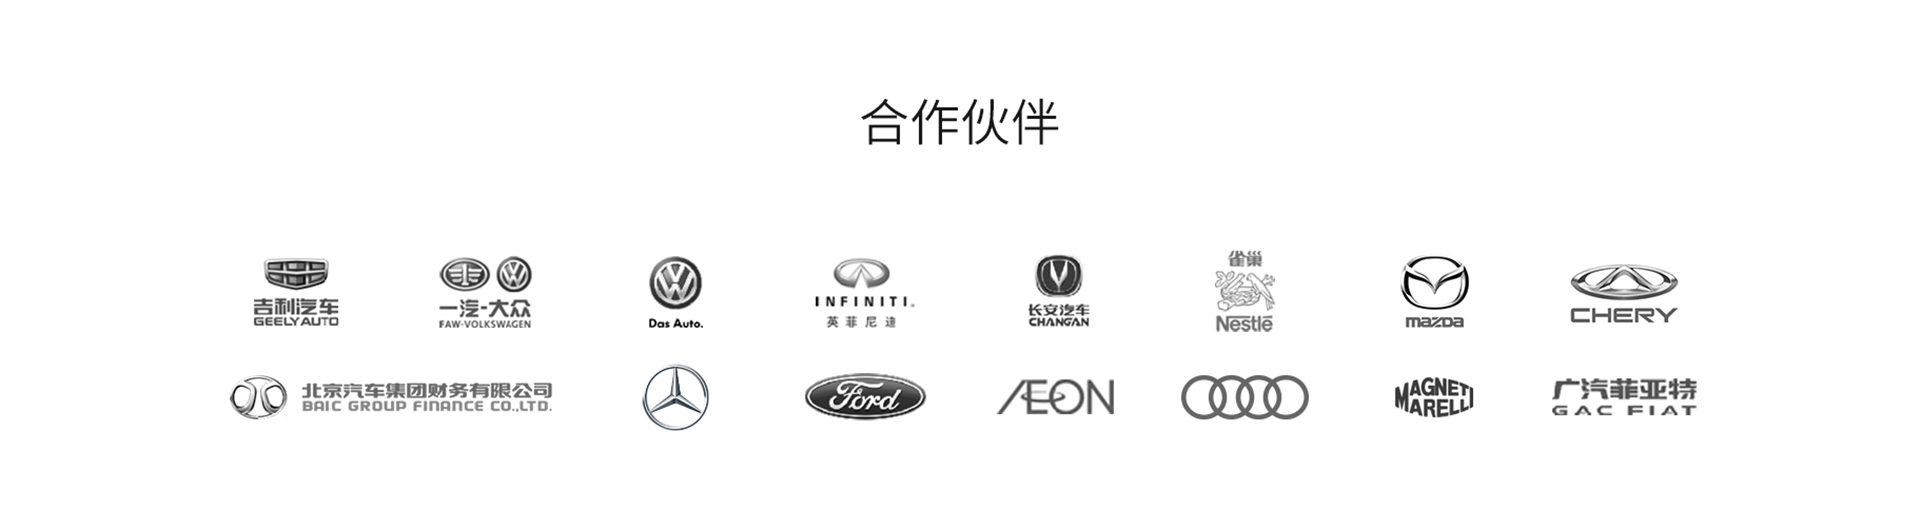 合作伙伴
吉利汽车
GEELY AUTO
一汽-大众
FAW-VOLKSWAGEN
Das Auto.
INFINITI®
英菲尼迪
长安汽车
CHANGAN
雀巢
Nestlé
mazda
CHERY
北京汽车集团财务有限公司
BAIC GROUP FINANCE CO.,LTD.
Ford
ÆON
MAGNETI
MARELLI
广汽菲亚特
GAC FIAT